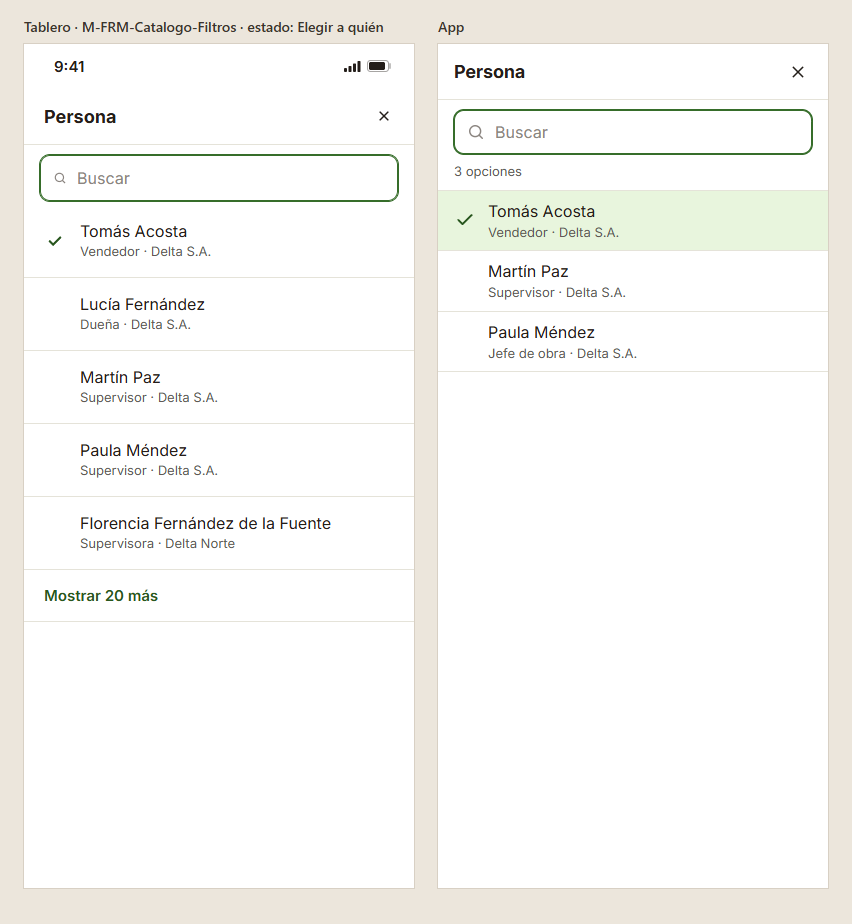 Tablero · M-FRM-Catalogo-Filtros · estado: Elegir a quién
9:41
Persona
Buscar
Tomás Acosta
Vendedor · Delta S.A.
Lucía Fernández
Dueña · Delta S.A.
Martín Paz
Supervisor · Delta S.A.
Paula Méndez
Supervisor · Delta S.A.
Florencia Fernández de la Fuente
Supervisora · Delta Norte
Mostrar 20 más
App
Persona
Buscar
3 opciones
Tomás Acosta
Vendedor · Delta S.A.
Martín Paz
Supervisor · Delta S.A.
Paula Méndez
Jefe de obra · Delta S.A.